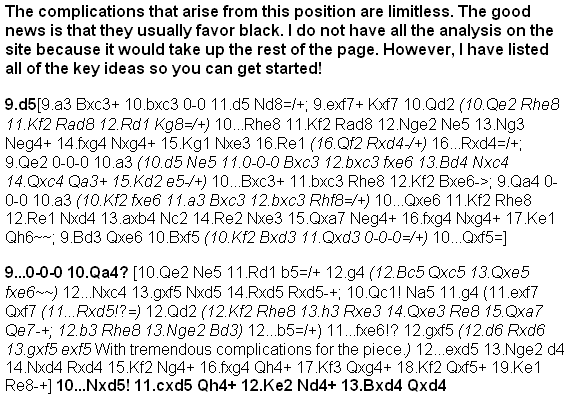 The complications that arise from this position are limitless. The good
news is that they usually favor black. I do not have all the analysis on the
site because it would take up the rest of the page. However, I have listed
all of the key ideas so you can get started!
9.d5[9.a3 Bxc3+ 10.bxc3 0-0 11.d5 Nd8=/+; 9.exf7+ Kxf7 10.Qd2 (10.Qe2 Rhe8
11.Kf2 Rad8 12.Rd1 Kg8=/+) 10...Rhe8 11.Kf2 Rad8 12.Nge2 Ne5 13.Ng3
Neg4+ 14.fxg4 Nxg4+ 15.Kg1 Nxe3 16.Re1 (16.Qf2 Rxd4-/+) 16...Rxd4=/+;
9.Qe2 0-0-0 10.a3 (10.d5 Ne5 11.0-0-0 Bxc3 12.bxc3 fxe6 13.Bd4 Nxc4
14.Qxc4 Qa3+ 15.Kd2 e5-/+) 10...Bxc3+ 11.bxc3 Rhe8 12.Kf2 Bxe6->; 9.Qa4 0-
0-0 10.a3 (10.Kf2 fxe6 11.a3 Bxc3 12.bxc3 Rhf8=/+) 10...Qxe6 11.Kf2 Rhe8
12.Re1 Nxd4 13.axb4 Nc2 14.Re2 Nxe3 15.Qxa7 Neg4+ 16.fxg4 Nxg4+ 17.Ke1
Qh6~~; 9.Bd3 Qxe6 10.Bxf5 (10.Kf2 Bxd3 11.Qxd3 0-0-0=/+) 10...Qxf5=]
9...0-0-0 10.Qa4? [10.Qe2 Ne5 11.Rd1 b5=/+ 12.g4 (12.Bc5 Qxc5 13.Qxe5
fxe6~~) 12...Nxc4 13.gxf5 Nxd5 14.Rxd5 Rxd5-+; 10.Qc1! Na5 11.g4 (11.exf7
Qxf7 (11...Rxd5!?=) 12.Qd2 (12.Kf2 Rhe8 13.h3 Rxe3 14.Qxe3 Re8 15.Qxa7
Qe7-+; 12.b3 Rhe8 13.Nge2 Bd3) 12...b5=/+) 11...fxe6!? 12.gxf5 (12.d6 Rxd6
13.gxf5 exf5 With tremendous complications for the piece.) 12...exd5 13.Nge2 d4
14.Nxd4 Rxd4 15.Kf2 Ng4+ 16.fxg4 Qh4+ 17.Kf3 Qxg4+ 18.Kf2 Qxf5+ 19.Ke1
Re8-+] 10...Nxd5! 11.cxd5 Qh4+ 12.Ke2 Nd4+ 13.Bxd4 Qxd4